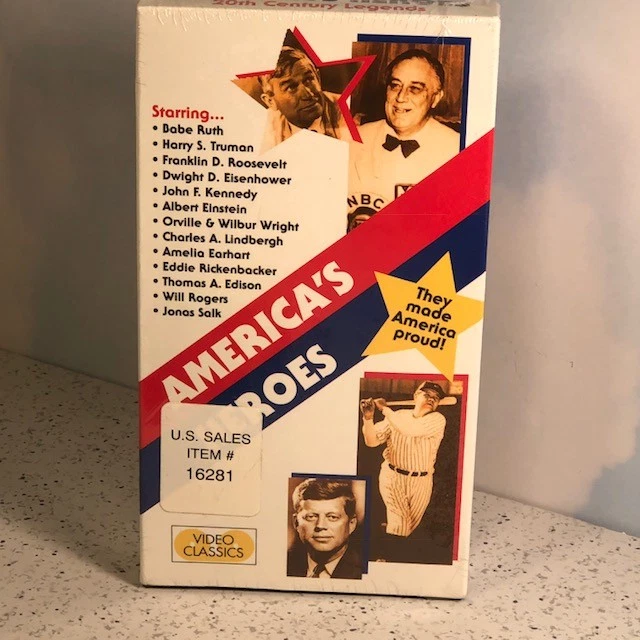 20th Century Legends
Starring...
• Babe Ruth
• Harry S. Truman
• Franklin D. Roosevelt
• Dwight D. Eisenhower
• John F. Kennedy
• Albert Einstein
• Orville & Wilbur Wright
• Charles A. Lindbergh
• Amelia Earhart
• Eddie Rickenbacker
• Thomas A. Edison
• Will Rogers
• Jonas Salk
NBC
AMERICA'S
ROES
They
made
America
proud!
U.S. SALES
ITEM #
16281
VIDEO
CLASSICS